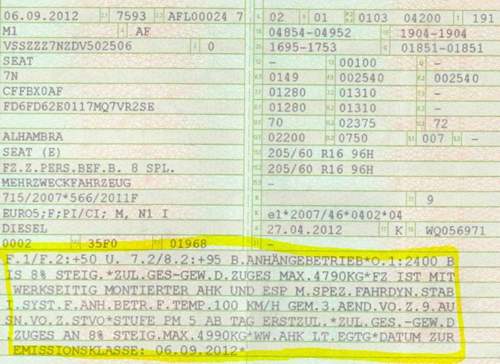 06.09.2012 7593 AFL00024 7 02 01 0103 04200 1 191
M1 AF 04854-04952 1904-1904
VSSZZZ7NZDV502506 0 1695-1753 01851-01851
SEAT - 00100 -
7N 0149 002540 002540
CFFBX0AF 01280 01310 -
FD6FD62E0117MQ7VR2SE 01280 01310 -
70 02375 72
ALHAMBRA 02200 0750 007 -
SEAT (E) 205/60 R16 96H
FZ.Z.PERS.BEF.B. 8 SPL. 205/60 R16 96H
MEHRZWECKFAHRZEUG -
715/2007*566/2011F 9
EURO5;F;PI/CI; M, N1 I e1*2007/46*0402*04
DIESEL 27.04.2012 K WQ056971
0002 35F0 01968 -
F.1/F.2:+50 U. 7.2/8.2:+95 B.ANHÄNGEBETRIEB*O.1:2400 B
IS 8% STEIG.*ZUL.GES-GEW.D.ZUGES MAX.4790KG*FZ IST MIT
WERKSEITIG MONTIERTER AHK UND ESP M.SPEZ.FAHRDYN.STAB
I.SYST.F.ANH.BETR.F.TEMP.100 KM/H GEM.3.AEND.VO.Z.9.AU
SN.VO.Z.STVO*STUFE PM 5 AB TAG ERSTZUL.*ZUL.-GES.-GEW.D
.ZUGES AN 8% STEIG.MAX.4990KG*WW.AHK LT.EGTG*DATUM ZUR
EMISSIONSKLASSE: 06.09.2012*